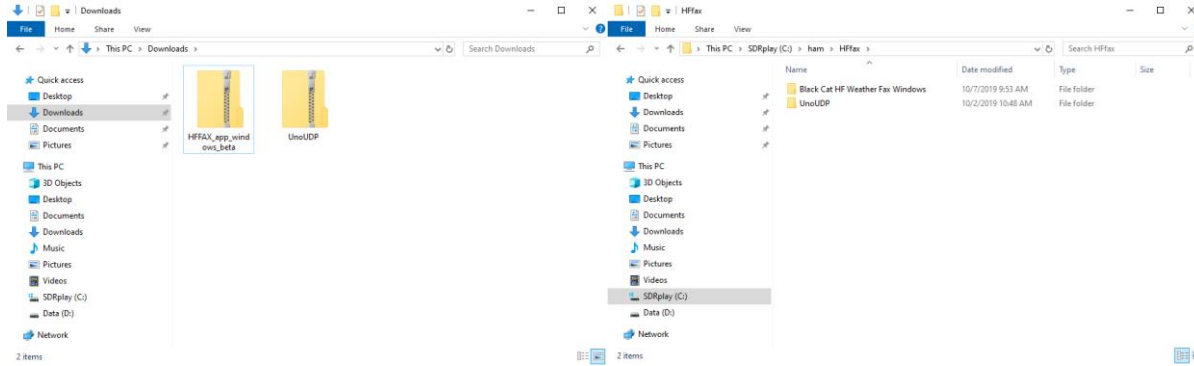 Downloads
File Home Share View
This PC > Downloads >
Search Downloads
Quick access
Desktop
Downloads
Documents
Pictures
This PC
3D Objects
Desktop
Documents
Downloads
Music
Pictures
Videos
SDRplay (C:)
Data (D:)
Network
HFFAX_app_wind
ows_beta
UnoUDP
2 items
HFfax
File Home Share View
This PC > SDRplay (C:) > ham > HFfax >
Search HFfax
Quick access
Desktop
Downloads
Documents
Pictures
This PC
3D Objects
Desktop
Documents
Downloads
Music
Pictures
Videos
SDRplay (C:)
Data (D:)
Network
Name Date modified Type Size
Black Cat HF Weather Fax Windows 10/7/2019 9:53 AM File folder
UnoUDP 10/2/2019 10:48 AM File folder
2 items